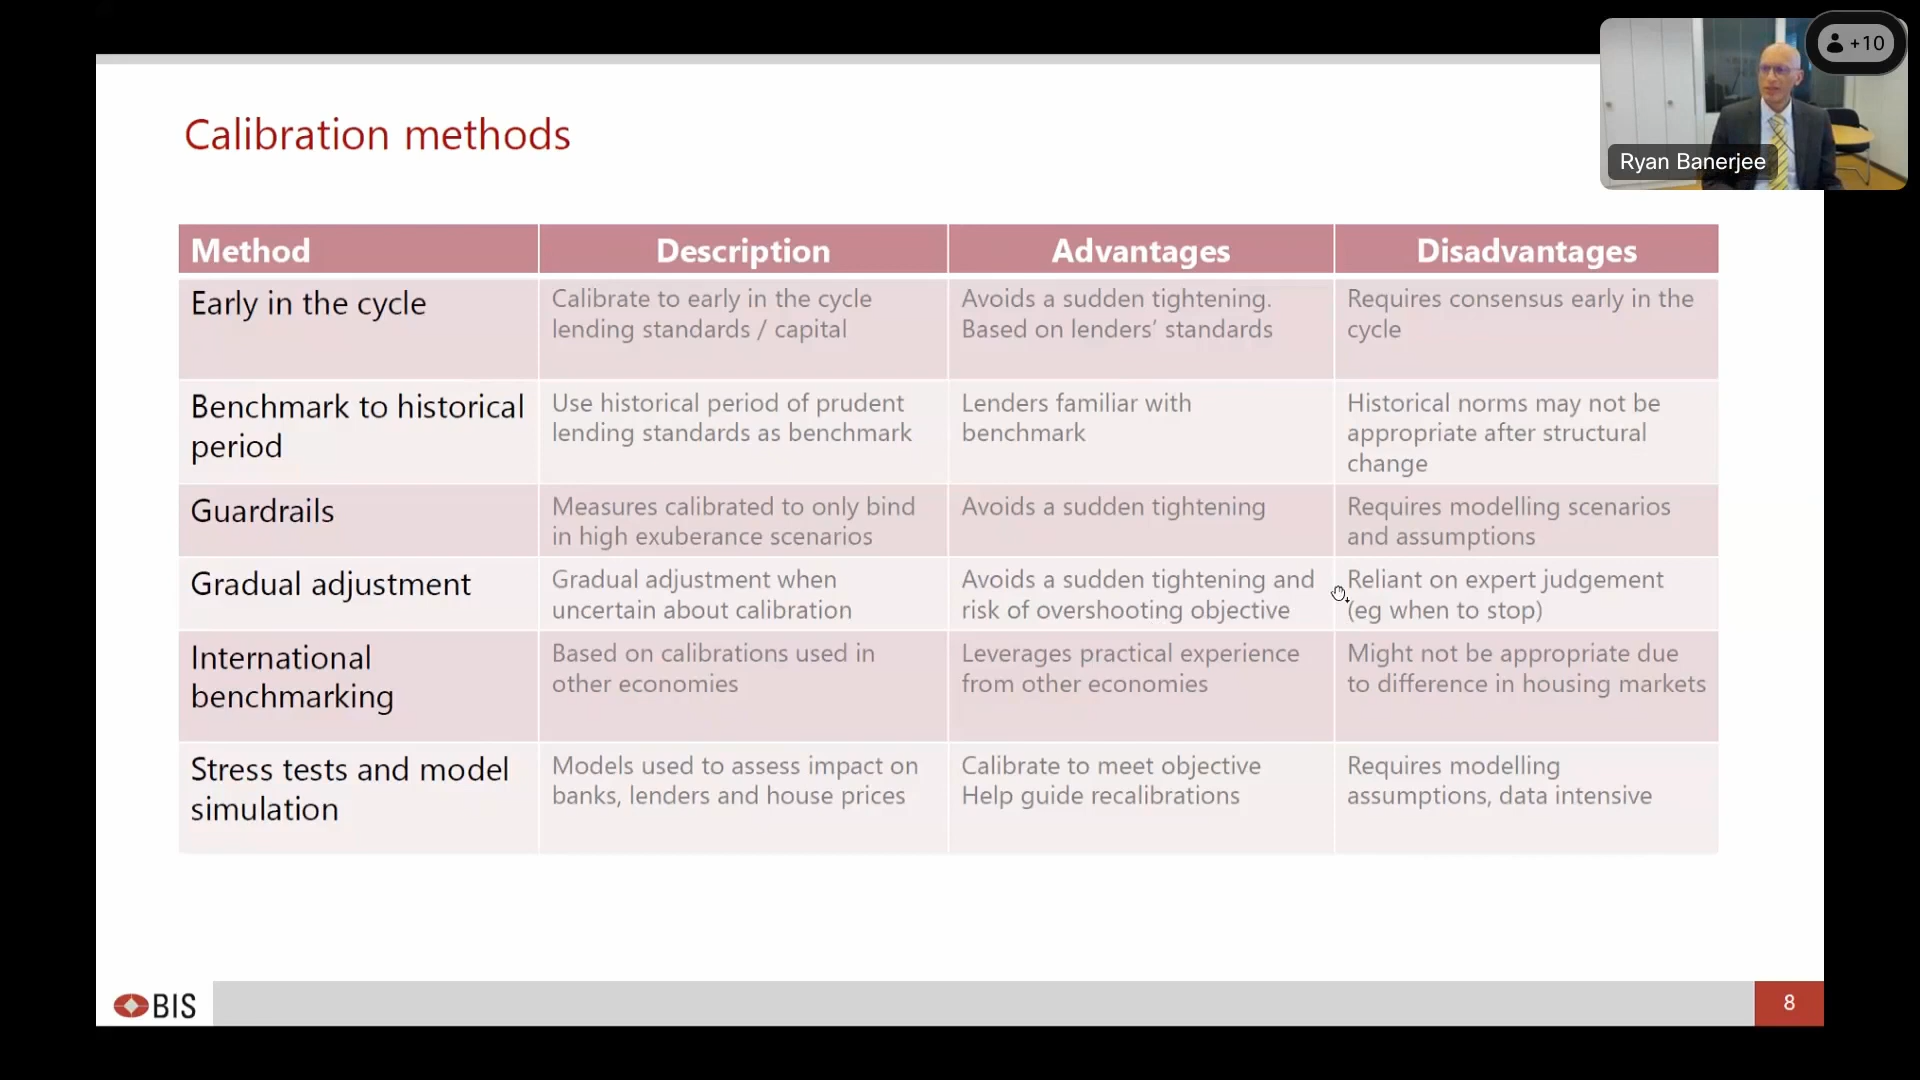 +10
Ryan Banerjee
Calibration methods
Method
Description
Advantages
Disadvantages
Early in the cycle
Calibrate to early in the cycle
lending standards / capital
Avoids a sudden tightening.
Based on lenders’ standards
Requires consensus early in the
cycle
Benchmark to historical
period
Use historical period of prudent
lending standards as benchmark
Lenders familiar with
benchmark
Historical norms may not be
appropriate after structural
change
Guardrails
Measures calibrated to only bind
in high exuberance scenarios
Avoids a sudden tightening
Requires modelling scenarios
and assumptions
Gradual adjustment
Gradual adjustment when
uncertain about calibration
Avoids a sudden tightening and
risk of overshooting objective
Reliant on expert judgement
(eg when to stop)
International
benchmarking
Based on calibrations used in
other economies
Leverages practical experience
from other economies
Might not be appropriate due
to difference in housing markets
Stress tests and model
simulation
Models used to assess impact on
banks, lenders and house prices
Calibrate to meet objective
Help guide recalibrations
Requires modelling
assumptions, data intensive
BIS
8